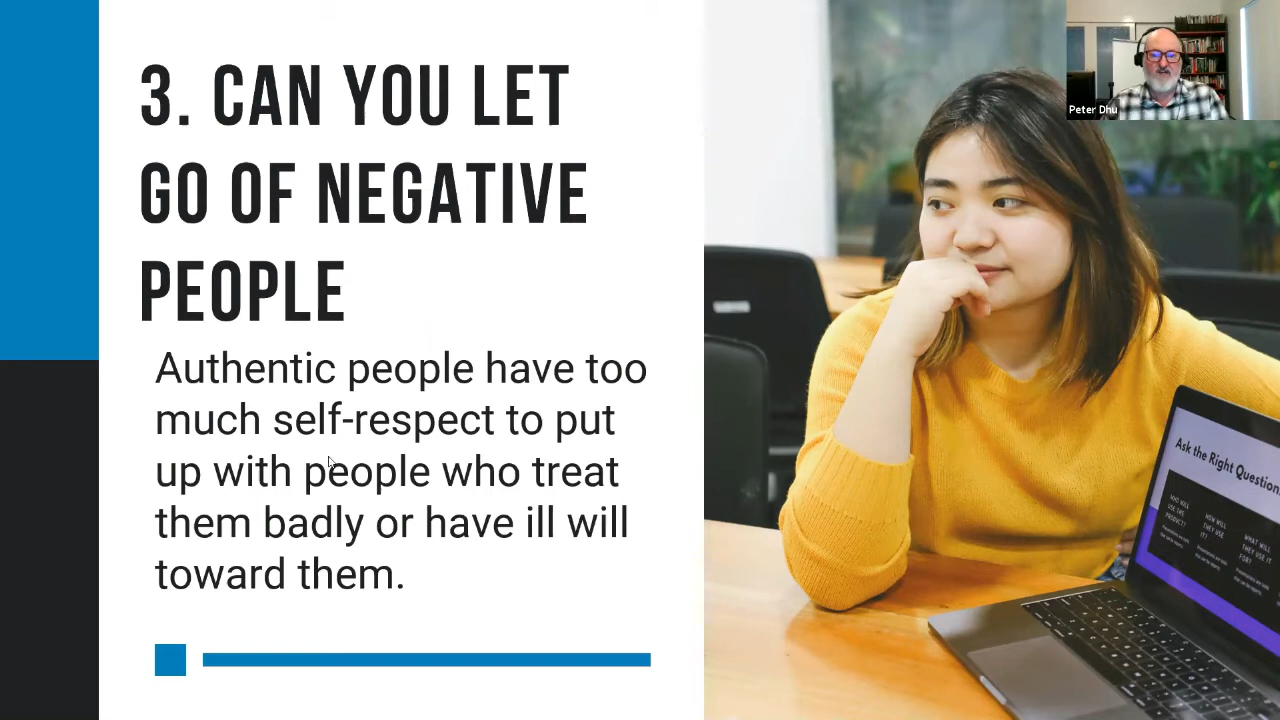 3. CAN YOU LET
GO OF NEGATIVE
PEOPLE
Authentic people have too
much self-respect to put
up with people who treat
them badly or have ill will
toward them.
Peter Dhu
Ask the Right Question
WHO WILL
USE THE
PRODUCT?
HOW WILL
THEY USE
IT?
WHAT WILL
THEY USE IT
FOR?